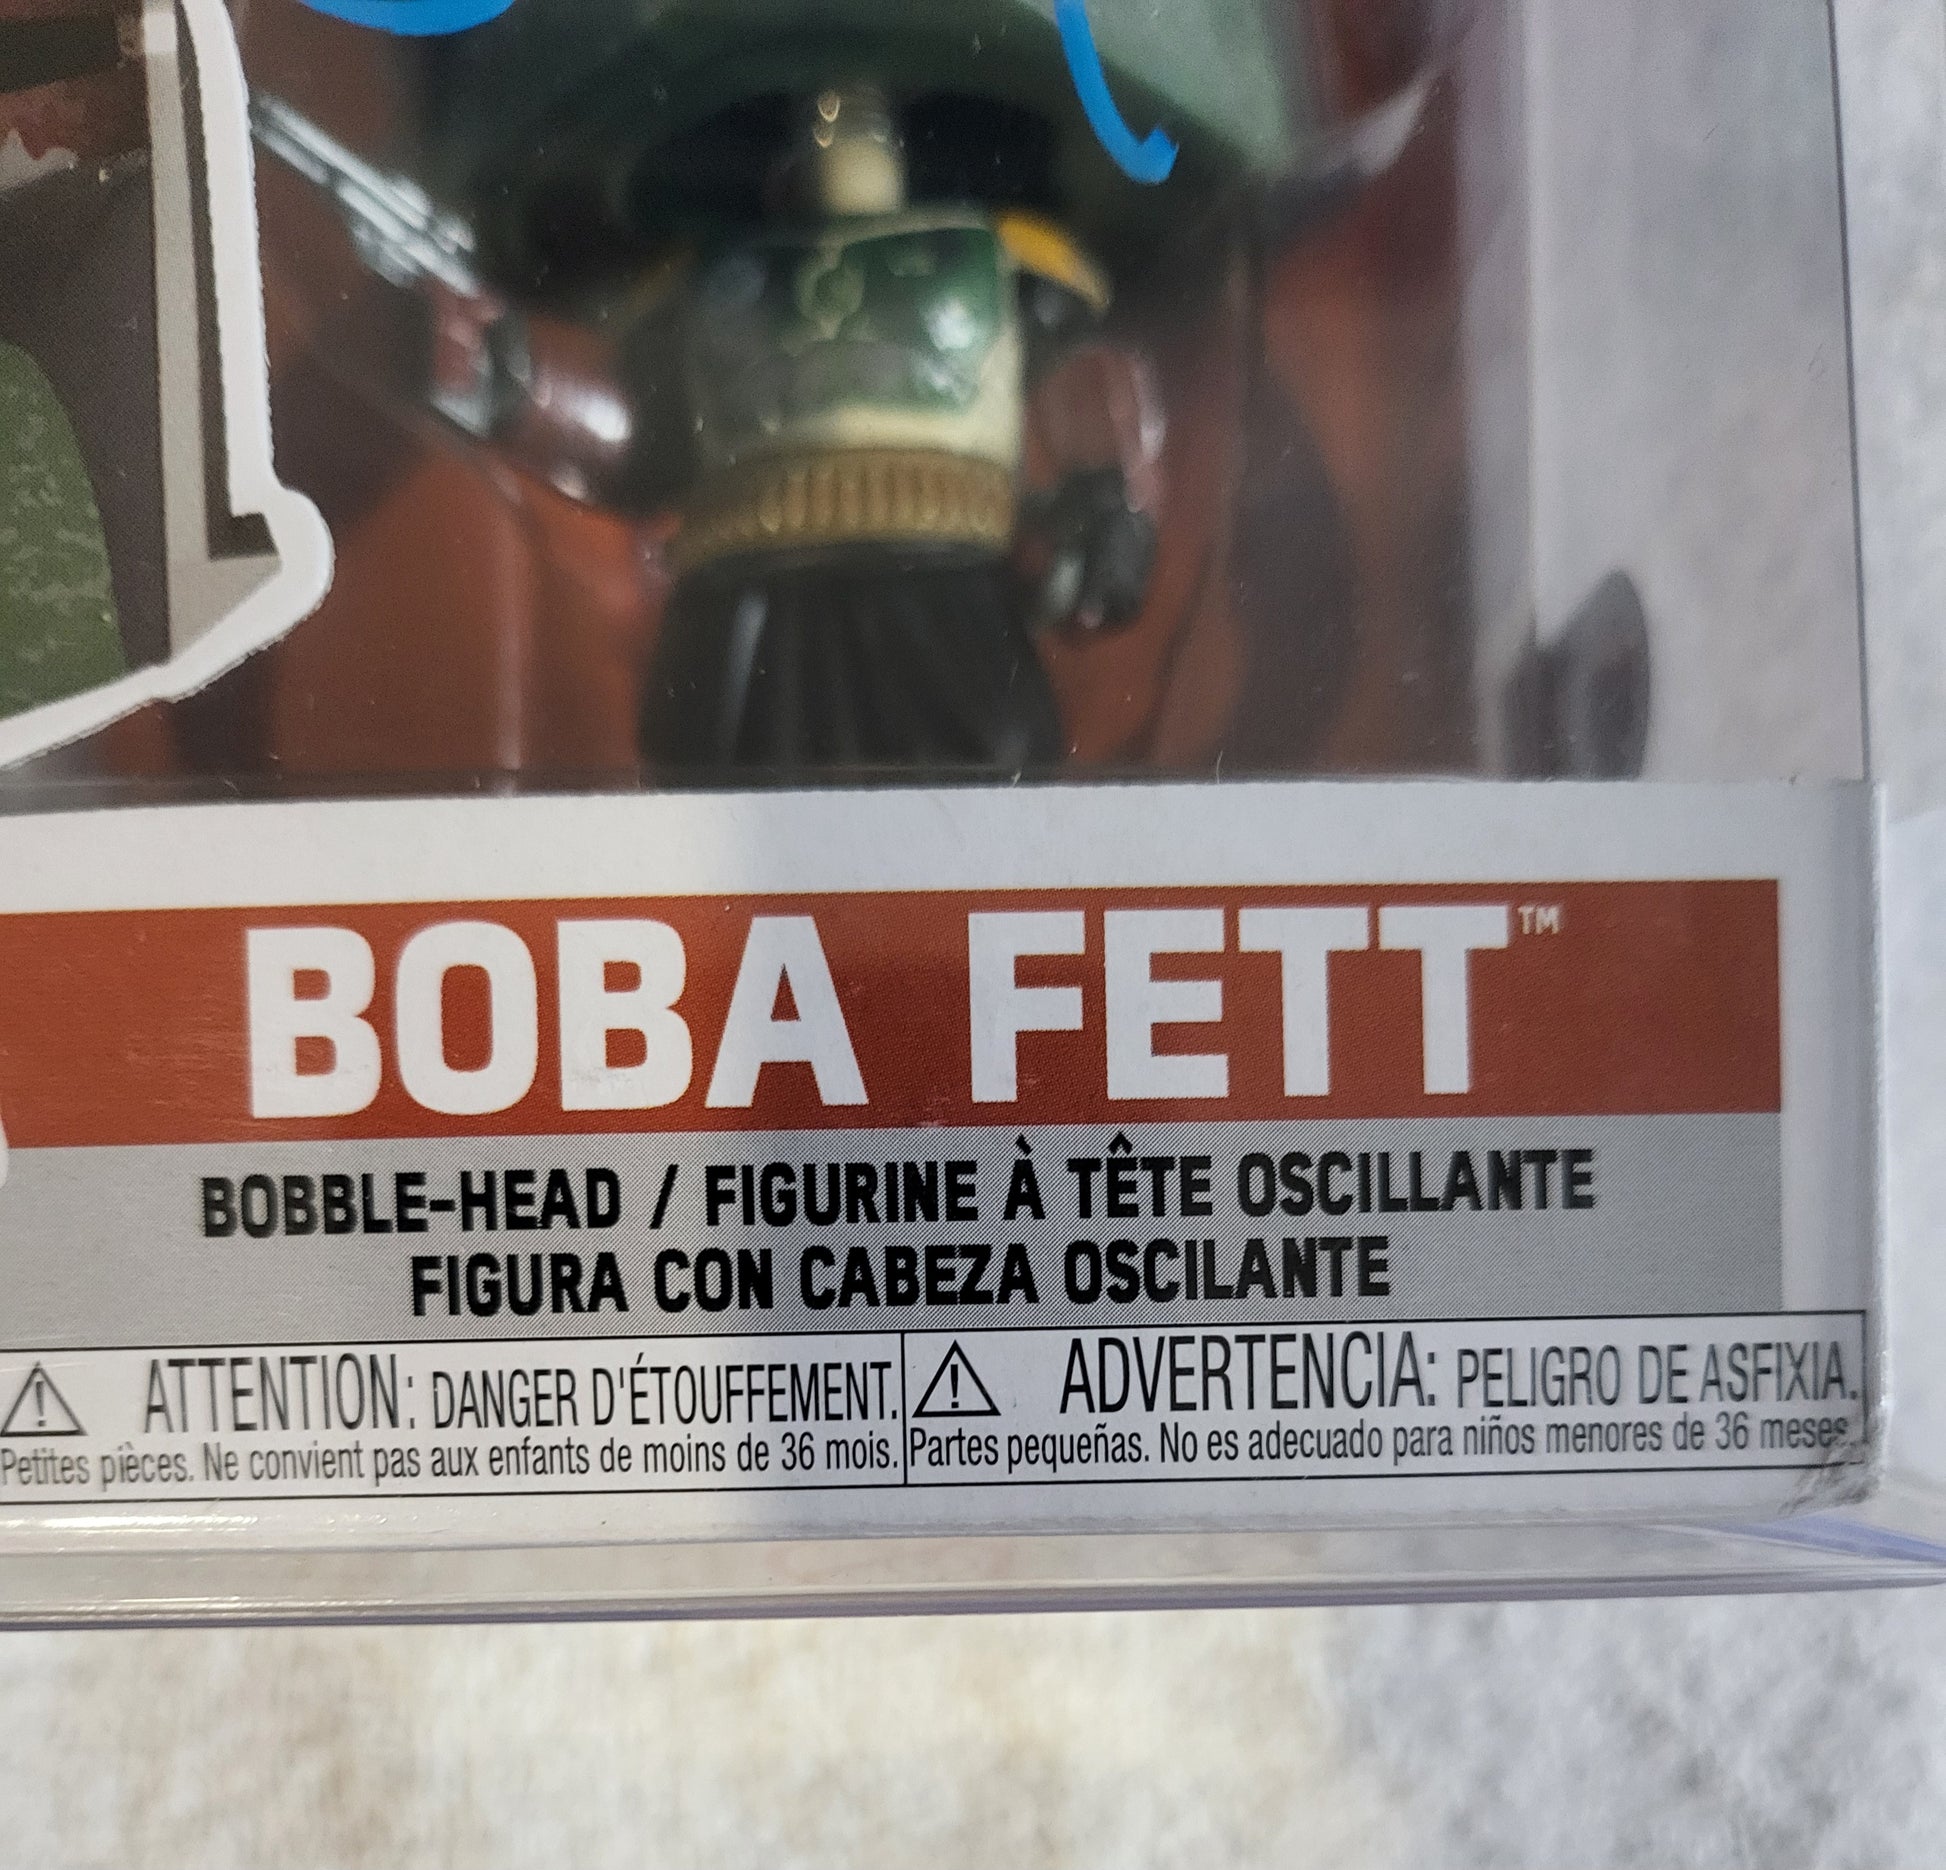 BOBA FETT™
BOBBLE-HEAD / FIGURINE À TÊTE OSCILLANTE
FIGURA CON CABEZA OSCILANTE
⚠ ATTENTION: DANGER D'ÉTOUFFEMENT.
Petites pièces. Ne convient pas aux enfants de moins de 36 mois.
⚠ ADVERTENCIA: PELIGRO DE ASFIXIA.
Partes pequeñas. No es adecuado para niños menores de 36 meses.